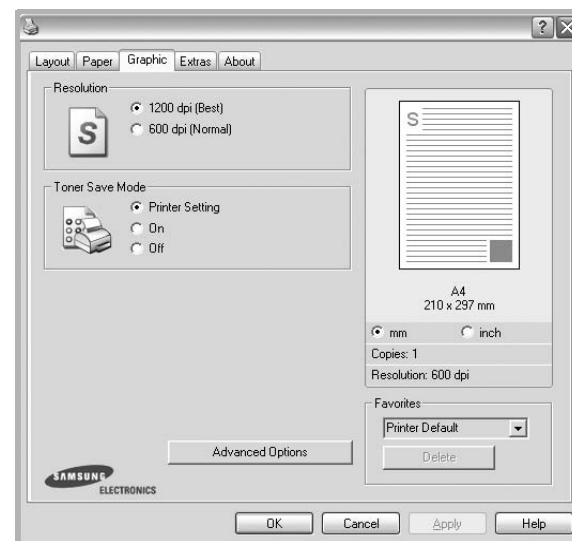 Layout Paper Graphic Extras About
Resolution
1200 dpi (Best)
600 dpi (Normal)
S
Toner Save Mode
Printer Setting
On
Off
S
A4
210 x 297 mm
mm inch
Copies: 1
Resolution: 600 dpi
Favorites
Printer Default
Delete
Advanced Options
SAMSUNG
ELECTRONICS
OK Cancel Apply Help